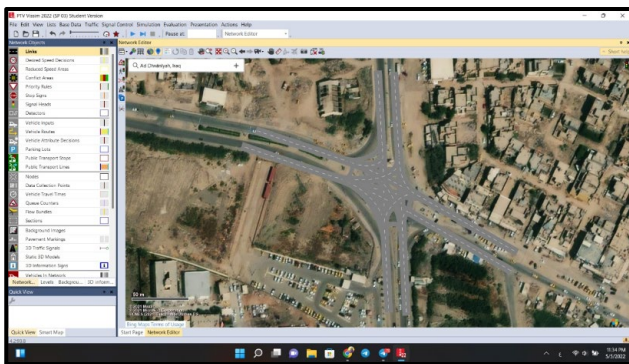 PTV Vissim 2022 (SP 03) Student Version
File Edit View Lists Base Data Traffic Signal Control Simulation Evaluation Presentation Actions Help
Pause at:
Network Editor
Network Objects
Network Editor
Links
Desired Speed Decisions
Reduced Speed Areas
Conflict Areas
Priority Rules
Stop Signs
Signal Heads
Detectors
Vehicle Inputs
Vehicle Routes
Vehicle Attribute Decisions
Parking Lots
Public Transport Stops
Public Transport Lines
Nodes
Data Collection Points
Vehicle Travel Times
Queue Counters
Flow Bundles
Sections
Background Images
Pavement Markings
3D Traffic Signals
Static 3D Models
3D Information Signs
Vehicles In Network
Network... Levels Backgrou...
Quick View
Quick View Smart Map
50 m
Bing Maps Terms of Usage
Start Page Network Editor
9:34 PM
5/3/2022